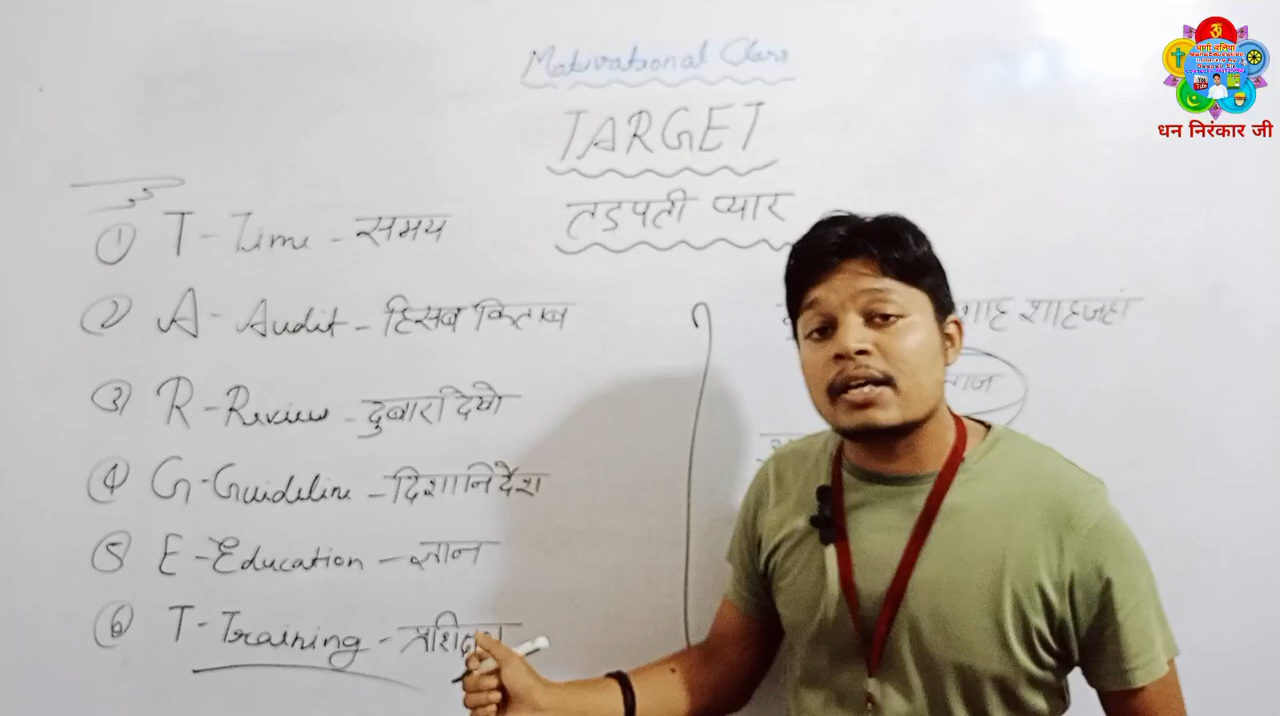 Motivational Class
TARGET
तडपती प्यार
① T - Time - समय
② A - Audit - हिसब किताब
③ R - Review - दुबारा देखो
④ G - Guideline - दिशा निर्देश
⑤ E - Education - ज्ञान
⑥ T - Training - प्रशिक्षण
शाह शाहजहां
ताज
धन निरंकार जी